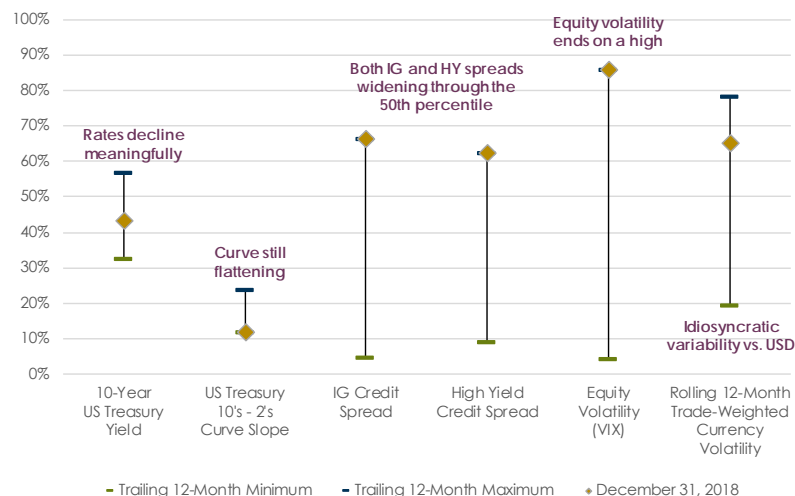 100%
90%
80%
70%
60%
50%
40%
30%
20%
10%
0%
Equity volatility
ends on a high
Both IG and HY spreads
widening through the
50th percentile
Rates decline
meaningfully
Curve still
flattening
Idiosyncratic
variability vs. USD
10-Year
US Treasury
Yield
US Treasury
10's - 2's
Curve Slope
IG Credit
Spread
High Yield
Credit Spread
Equity
Volatility
(VIX)
Rolling 12-Month
Trade-Weighted
Currency
Volatility
Trailing 12-Month Minimum
Trailing 12-Month Maximum
December 31, 2018